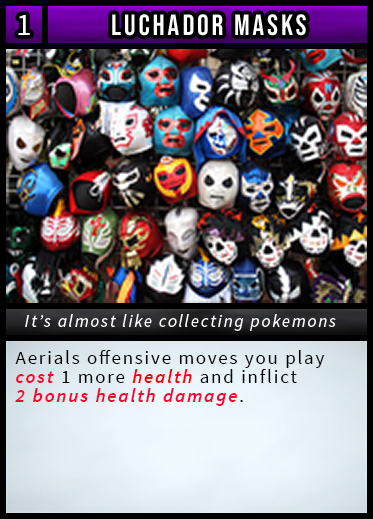 1 LUCHADOR MASKS
It's almost like collecting pokemons
Aerials offensive moves you play
cost 1 more health and inflict
2 bonus health damage.